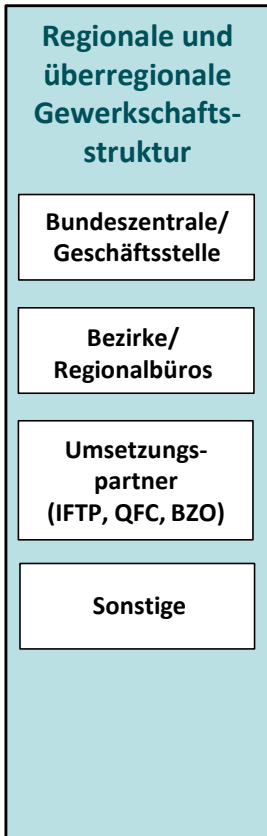 Regionale und
überregionale
Gewerkschafts-
struktur
Bundeszentrale/
Geschäftsstelle
Bezirke/
Regionalbüros
Umsetzungs-
partner
(IFTP, QFC, BZO)
Sonstige